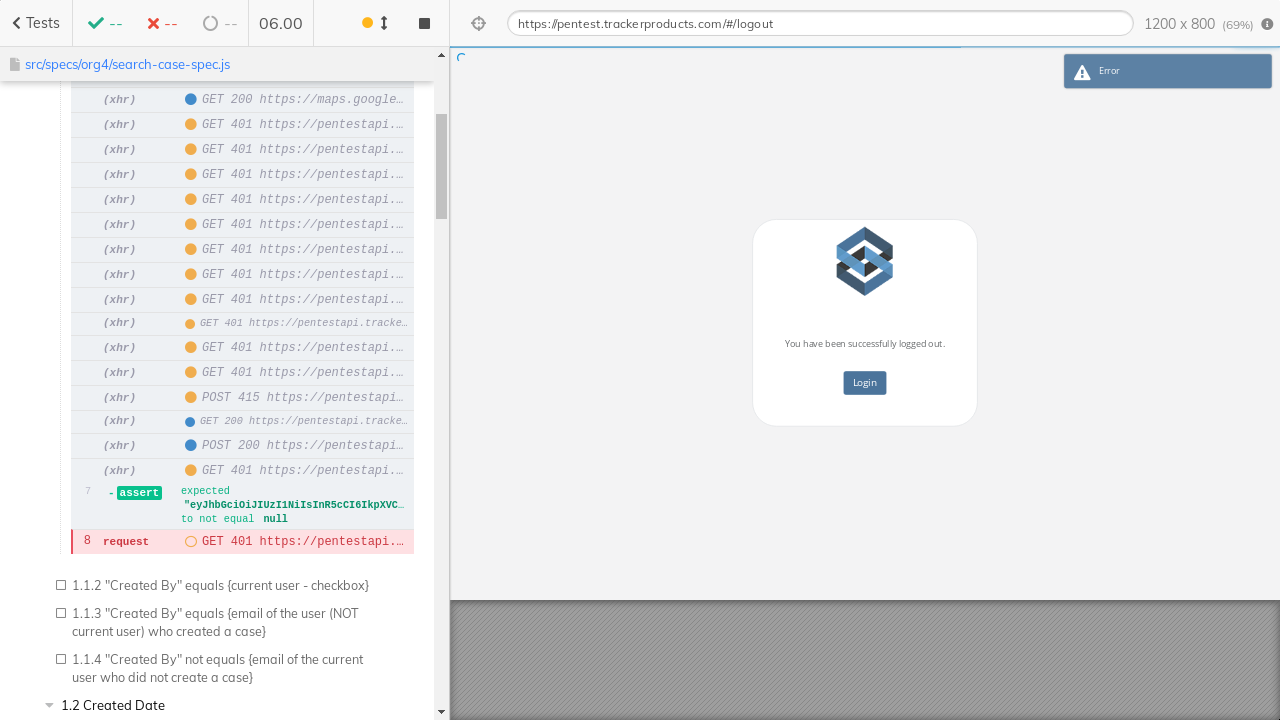 Tests
--
--
--
06.00
https://pentest.trackerproducts.com/#/logout
1200 x 800 (69%)
src/specs/org4/search-case-spec.js
(xhr) GET 200 https://maps.google…
(xhr) GET 401 https://pentestapi.…
(xhr) GET 401 https://pentestapi.…
(xhr) GET 401 https://pentestapi.…
(xhr) GET 401 https://pentestapi.…
(xhr) GET 401 https://pentestapi.…
(xhr) GET 401 https://pentestapi.…
(xhr) GET 401 https://pentestapi.…
(xhr) GET 401 https://pentestapi.…
(xhr) GET 401 https://pentestapi.tracke…
(xhr) GET 401 https://pentestapi.…
(xhr) GET 401 https://pentestapi.…
(xhr) POST 415 https://pentestapi…
(xhr) GET 200 https://pentestapi.tracke…
(xhr) POST 200 https://pentestapi…
(xhr) GET 401 https://pentestapi.…
7 -assert expected
"eyJhbGciOiJIUzI1NiIsInR5cCI6IkpXVC…
to not equal null
8 request GET 401 https://pentestapi.…
1.1.2 "Created By" equals {current user - checkbox}
1.1.3 "Created By" equals {email of the user (NOT
current user) who created a case}
1.1.4 "Created By" not equals {email of the current
user who did not create a case}
1.2 Created Date
Error
You have been successfully logged out.
Login